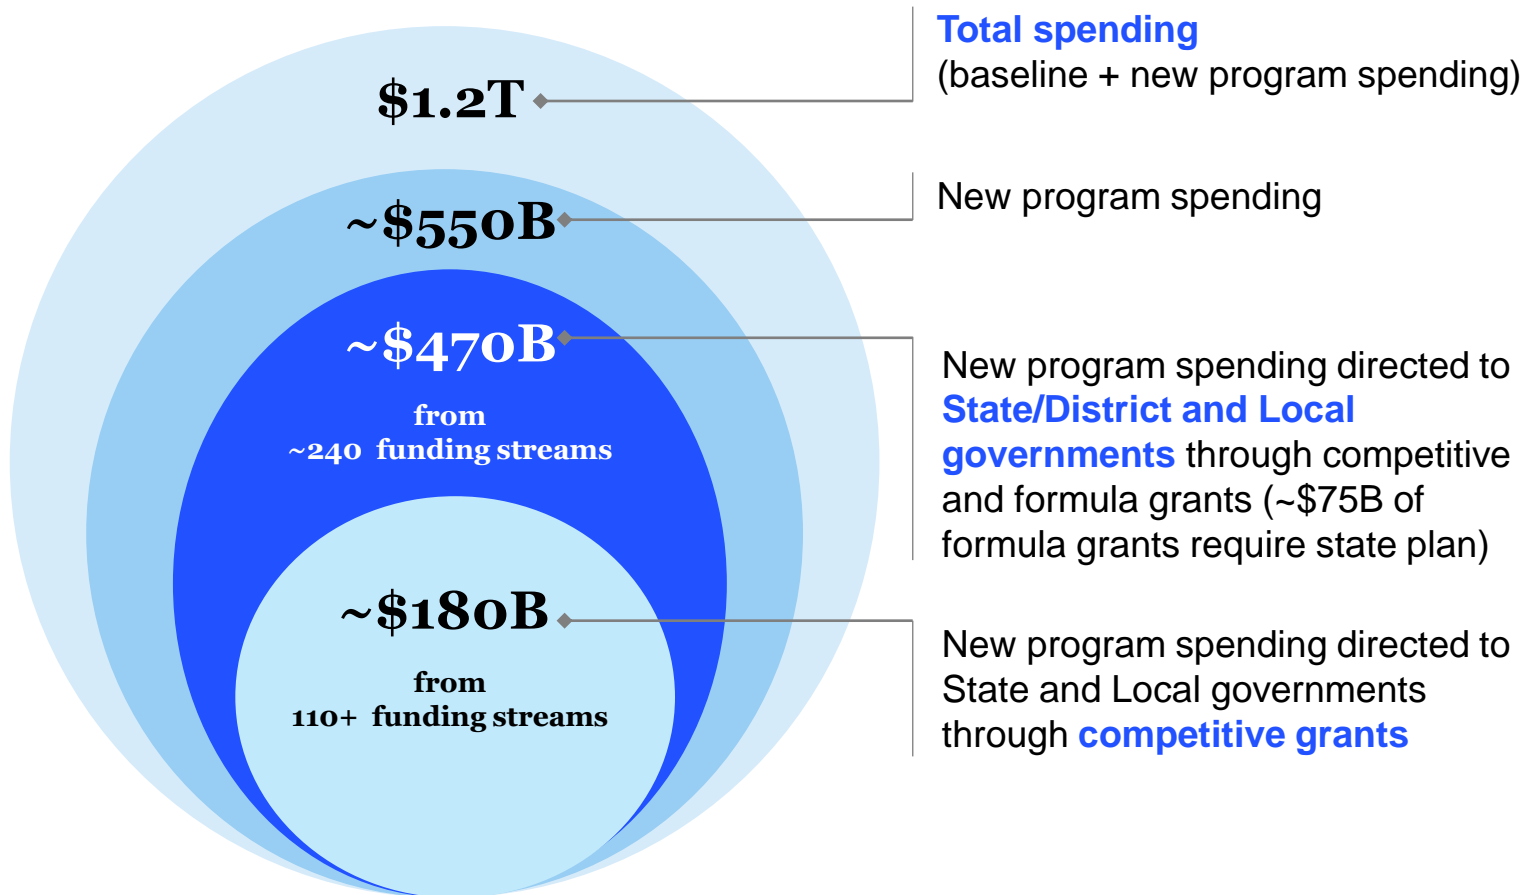 $1.2T
Total spending
(baseline + new program spending)
~$550B
New program spending
~$470B
from
~240 funding streams
New program spending directed to
State/District and Local
governments through competitive
and formula grants (~$75B of
formula grants require state plan)
~$180B
from
110+ funding streams
New program spending directed to
State and Local governments
through competitive grants